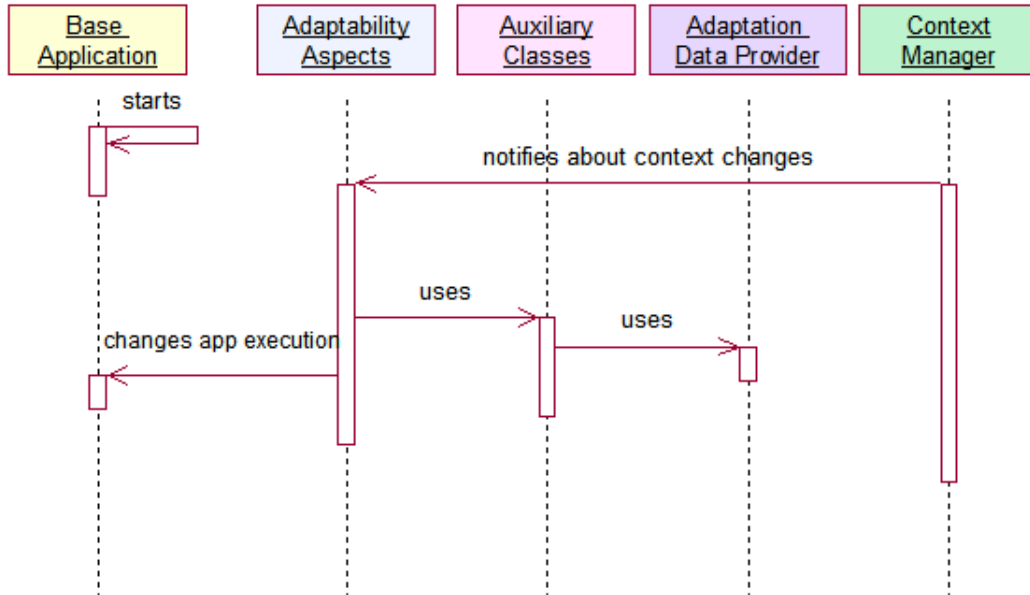 Base
Application
Adaptability
Aspects
Auxiliary
Classes
Adaptation
Data Provider
Context
Manager
starts
notifies about context changes
uses
uses
changes app execution